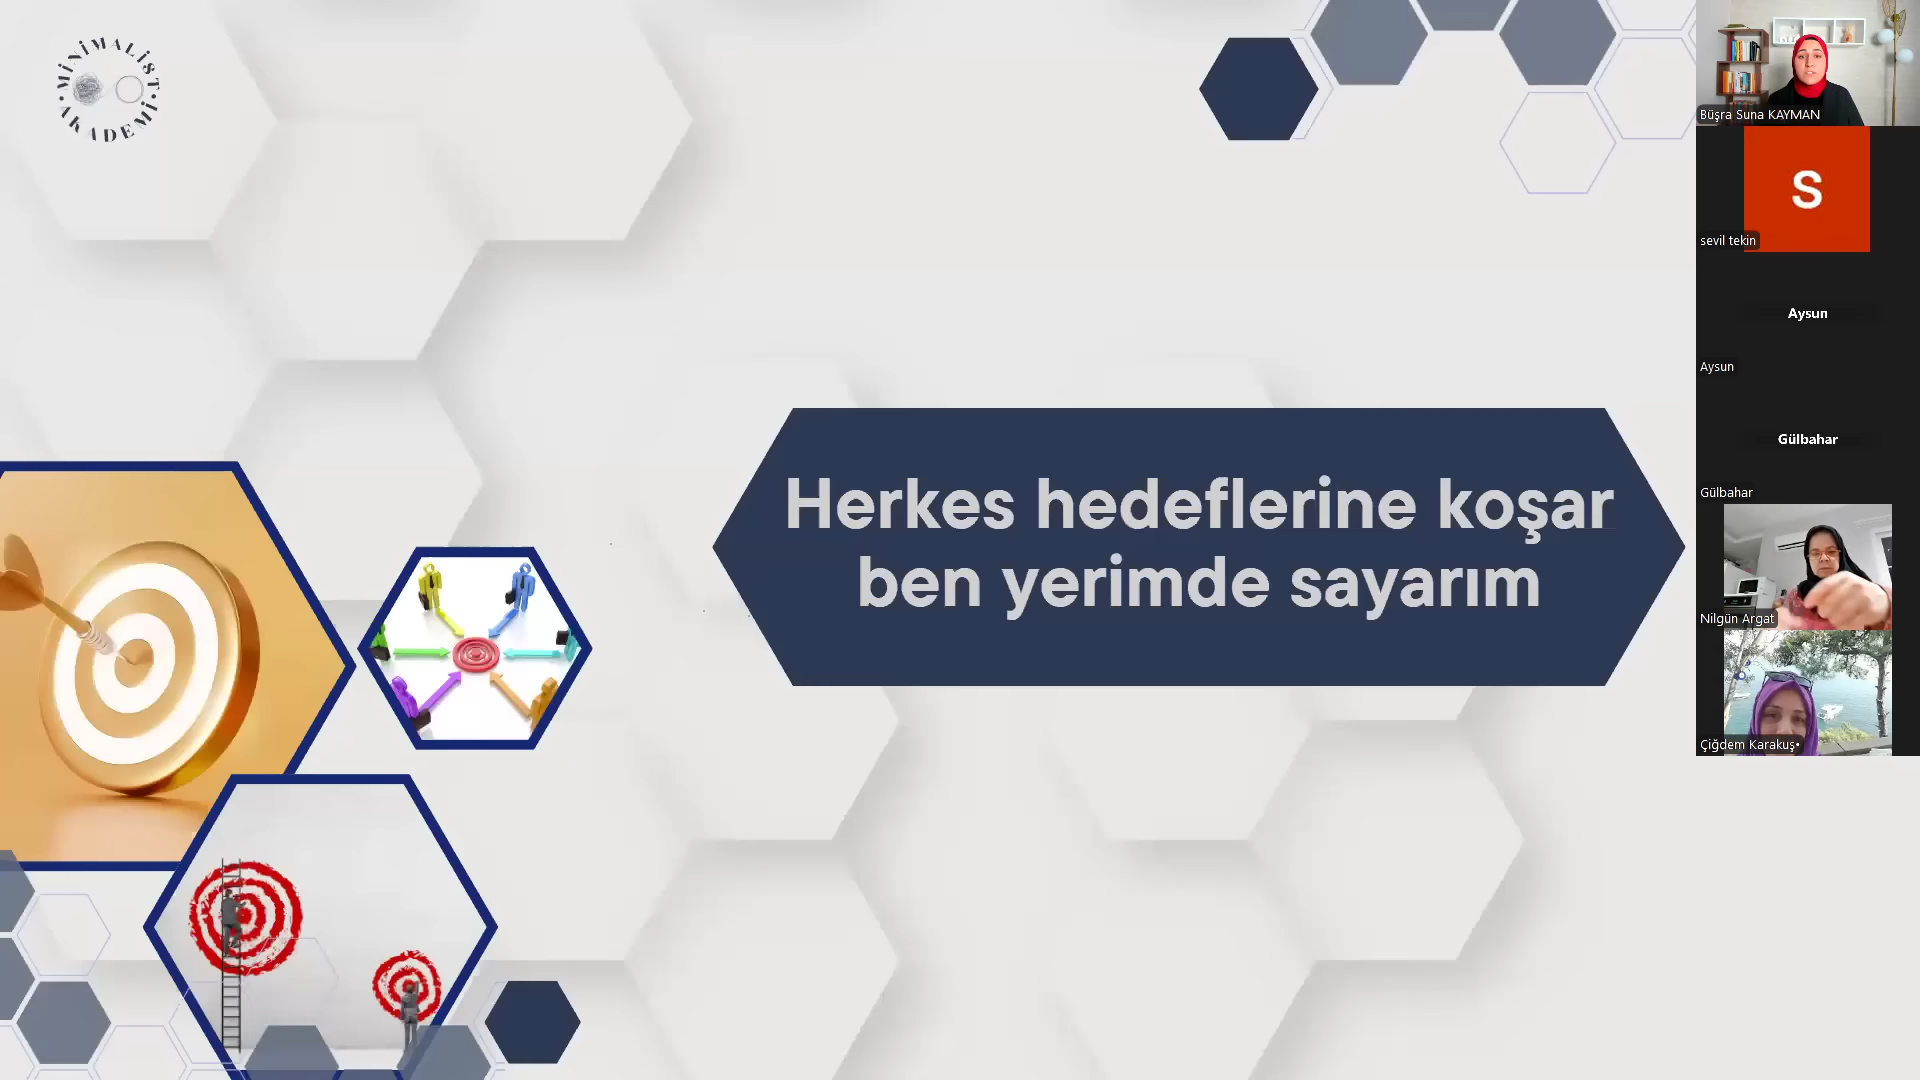 MİNİMALİST
AKADEMİ
Herkes hedeflerine koşar
ben yerimde sayarım
Büşra Suna KAYMAN
S
sevil tekin
Aysun
Aysun
Gülbahar
Gülbahar
Nilgün Argat
Çiğdem Karakuş•